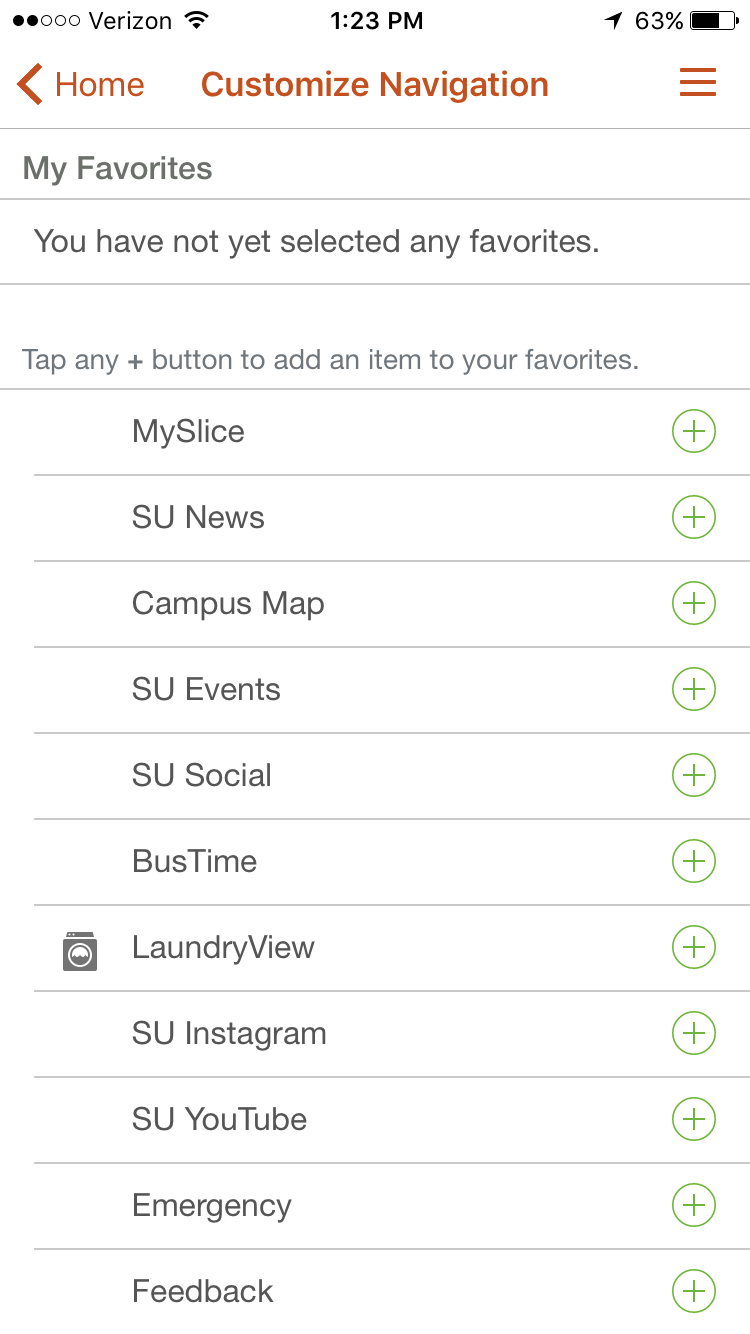 Verizon 1:23 PM 63%
Home Customize Navigation
My Favorites
You have not yet selected any favorites.
Tap any + button to add an item to your favorites.
MySlice
SU News
Campus Map
SU Events
SU Social
BusTime
LaundryView
SU Instagram
SU YouTube
Emergency
Feedback